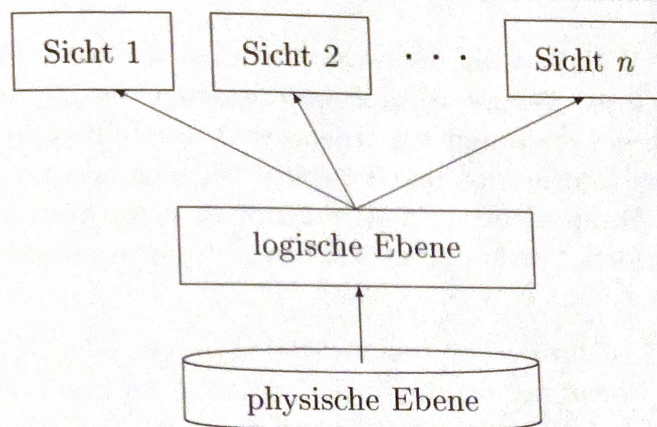 Sicht 1 Sicht 2 · · · Sicht n
logische Ebene
physische Ebene